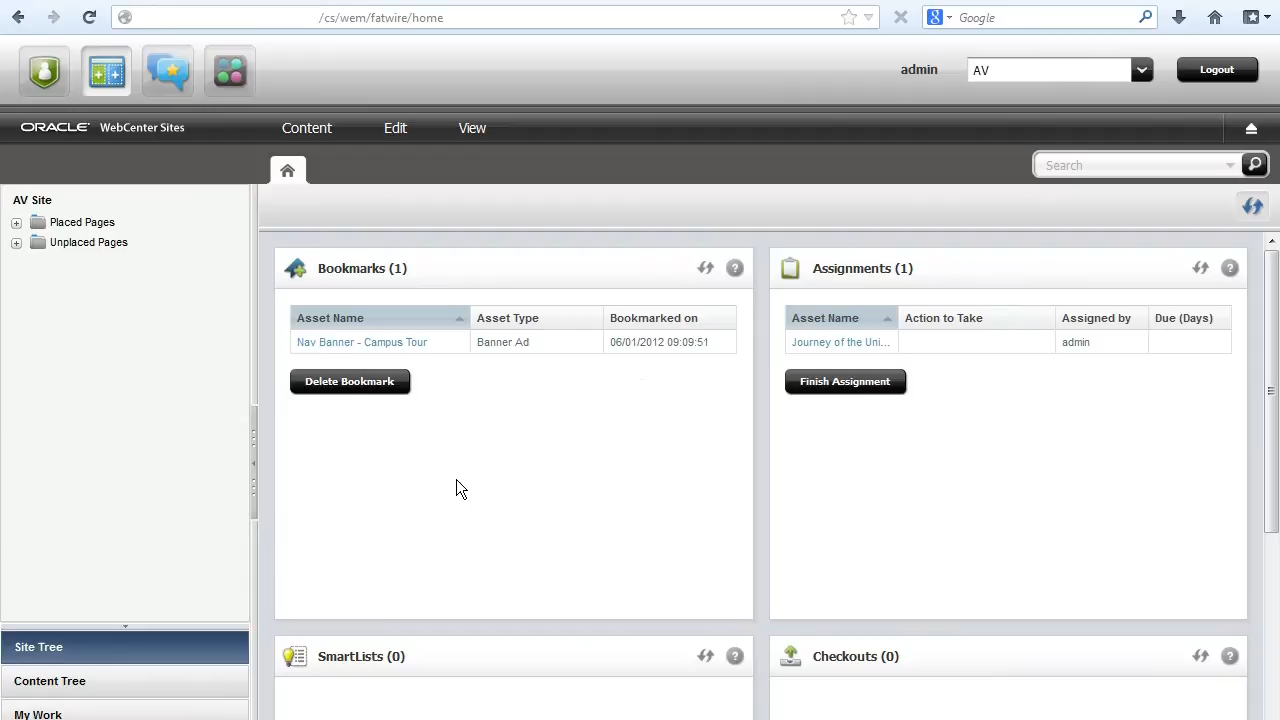 /cs/wem/fatwire/home
Google
admin
AV
Logout
ORACLE WebCenter Sites
Content
Edit
View
Search
AV Site
Placed Pages
Unplaced Pages
Bookmarks (1)
Asset Name Asset Type Bookmarked on
Nav Banner - Campus Tour Banner Ad 06/01/2012 09:09:51
Delete Bookmark
Assignments (1)
Asset Name Action to Take Assigned by Due (Days)
Journey of the Uni... admin
Finish Assignment
SmartLists (0)
Checkouts (0)
Site Tree
Content Tree
My Work